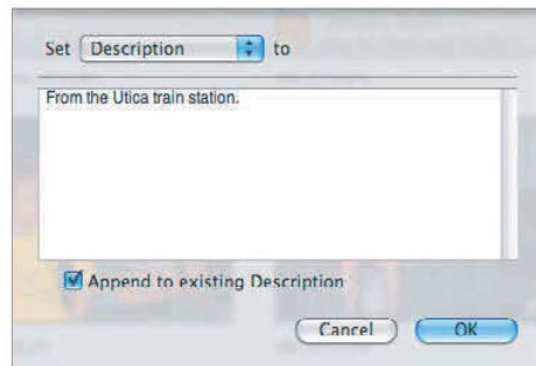 Set Description to
From the Utica train station.
Append to existing Description
Cancel OK